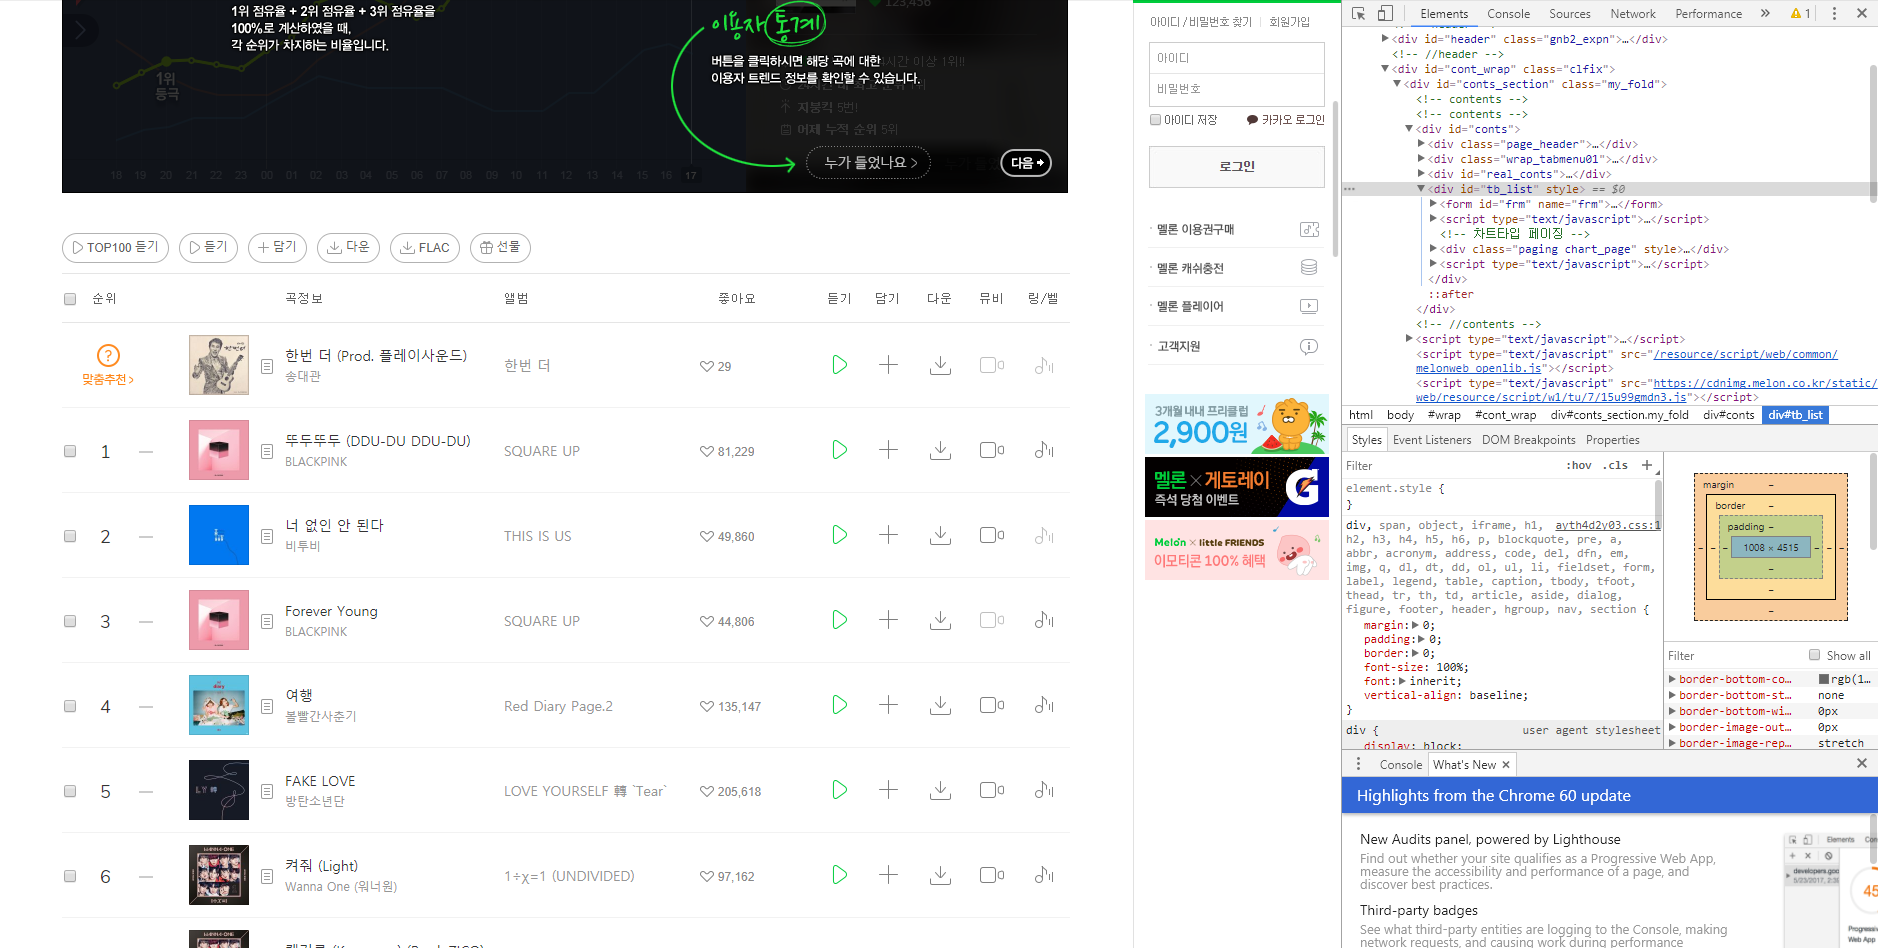 1위 점유율 + 2위 점유율 + 3위 점유율을
100%로 계산하였을 때,
각 순위가 차지하는 비율입니다.
1위
등극
18 19 20 21 22 23 00 01 02 03 04 05 06 07 08 09 10 11 12 13 14 15 16 17
123,456
이용자 통계
버튼을 클릭하시면 해당 곡에 대한
이용자 트렌드 정보를 확인할 수 있습니다.
지붕킥 5번!
어제 누적 순위 5위
누가 들었나요 >
다음
TOP100 듣기 듣기 담기 다운 FLAC 선물
순위 곡정보 앨범 좋아요 듣기 담기 다운 뮤비 링/벨
? 맞춤추천 >
한번 더 (Prod. 플레이사운드)
송대관
한번 더 29
1 뚜두뚜두 (DDU-DU DDU-DU)
BLACKPINK
SQUARE UP 81,229
2 너 없인 안 된다
비투비
THIS IS US 49,860
3 Forever Young
BLACKPINK
SQUARE UP 44,806
4 여행
볼빨간사춘기
Red Diary Page.2 135,147
5 FAKE LOVE
방탄소년단
LOVE YOURSELF 轉 `Tear` 205,618
6 켜줘 (Light)
Wanna One (워너원)
1÷χ=1 (UNDIVIDED) 97,162
아이디 / 비밀번호 찾기 회원가입
아이디
비밀번호
아이디 저장 카카오 로그인
로그인
멜론 이용권구매
멜론 캐쉬충전
멜론 플레이어
고객지원
3개월 내내 프리클럽
2,900원
멜론 × 게토레이
즉석 당첨 이벤트
Melon × little FRIENDS
이모티콘 100% 혜택
Elements Console Sources Network Performance » 1
<div id="header" class="gnb2_expn">…</div>
<!-- //header -->
<div id="cont_wrap" class="clfix">
<div id="conts_section" class="my_fold">
<!-- contents -->
<!-- contents -->
<div id="conts">
<div class="page_header">…</div>
<div class="wrap_tabmenu01">…</div>
<div class="real_conts">…</div>
<div id="tb_list" style> == $0
<form id="frm" name="frm">…</form>
<script type="text/javascript">…</script>
<!-- 차트타입 페이징 -->
<div class="paging chart_page" style>…</div>
<script type="text/javascript">…</script>
</div>
::after
</div>
<!-- //contents -->
<script type="text/javascript">…</script>
<script type="text/javascript" src="/resource/script/web/common/
melonweb_openlib.js"></script>
<script type="text/javascript" src="https://cdnimg.melon.co.kr/static/
web/resource/script/w1/tu/7/15u99gmdn3.js"></script>
html body #wrap #cont_wrap div#conts_section.my_fold div#conts div#tb_list
Styles Event Listeners DOM Breakpoints Properties
Filter :hov .cls +
element.style {
}
div, span, object, iframe, h1, ayth4d2y03.css:1
h2, h3, h4, h5, h6, p, blockquote, pre, a,
abbr, acronym, address, code, del, dfn, em,
img, q, dl, dt, dd, ol, ul, li, fieldset, form,
label, legend, table, caption, tbody, tfoot,
thead, tr, th, td, article, aside, dialog,
figure, footer, header, hgroup, nav, section {
margin: 0;
padding: 0;
border: 0;
font-size: 100%;
font: inherit;
vertical-align: baseline;
}
div { user agent stylesheet
display: block;
margin –
border –
padding –
1008 × 4515
Filter Show all
border-bottom-co… rgb(1…
border-bottom-st… none
border-bottom-wi… 0px
border-image-out… 0px
border-image-rep… stretch
Console What's New ×
Highlights from the Chrome 60 update
New Audits panel, powered by Lighthouse
Find out whether your site qualifies as a Progressive Web App,
measure the accessibility and performance of a page, and
discover best practices.
Third-party badges
See what third-party entities are logging to the Console, making
network requests, and causing work during performance
Elements
developers.goo
45
Progressive
Web App